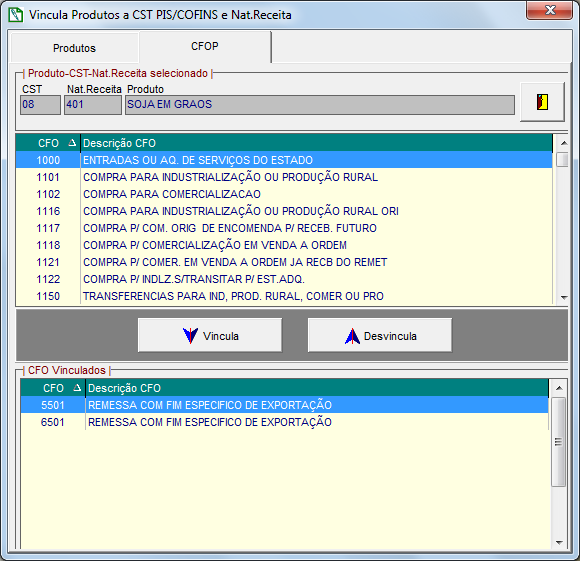 Vincula Produtos a CST PIS/COFINS e Nat.Receita
Produtos CFOP
Produto-CST-Nat.Receita selecionado
CST Nat.Receita Produto
08 401 SOJA EM GRAOS
CFO Descrição CFO
1000 ENTRADAS OU AQ. DE SERVIÇOS DO ESTADO
1101 COMPRA PARA INDUSTRIALIZAÇÃO OU PRODUÇÃO RURAL
1102 COMPRA PARA COMERCIALIZACAO
1116 COMPRA PARA INDUSTRIALIZAÇÃO OU PRODUÇÃO RURAL ORI
1117 COMPRA P/ COM. ORIG DE ENCOMENDA P/ RECEB. FUTURO
1118 COMPRA P/ COMERCIALIZAÇÃO EM VENDA A ORDEM
1121 COMPRA P/ COMER. EM VENDA A ORDEM JA RECB DO REMET
1122 COMPRA P/ INDLZ.S/TRANSITAR P/ EST.ADQ.
1150 TRANSFERENCIAS PARA IND, PROD. RURAL, COMER OU PRO
Vincula Desvincula
CFO Vinculados
CFO Descrição CFO
5501 REMESSA COM FIM ESPECIFICO DE EXPORTAÇÃO
6501 REMESSA COM FIM ESPECIFICO DE EXPORTAÇÃO